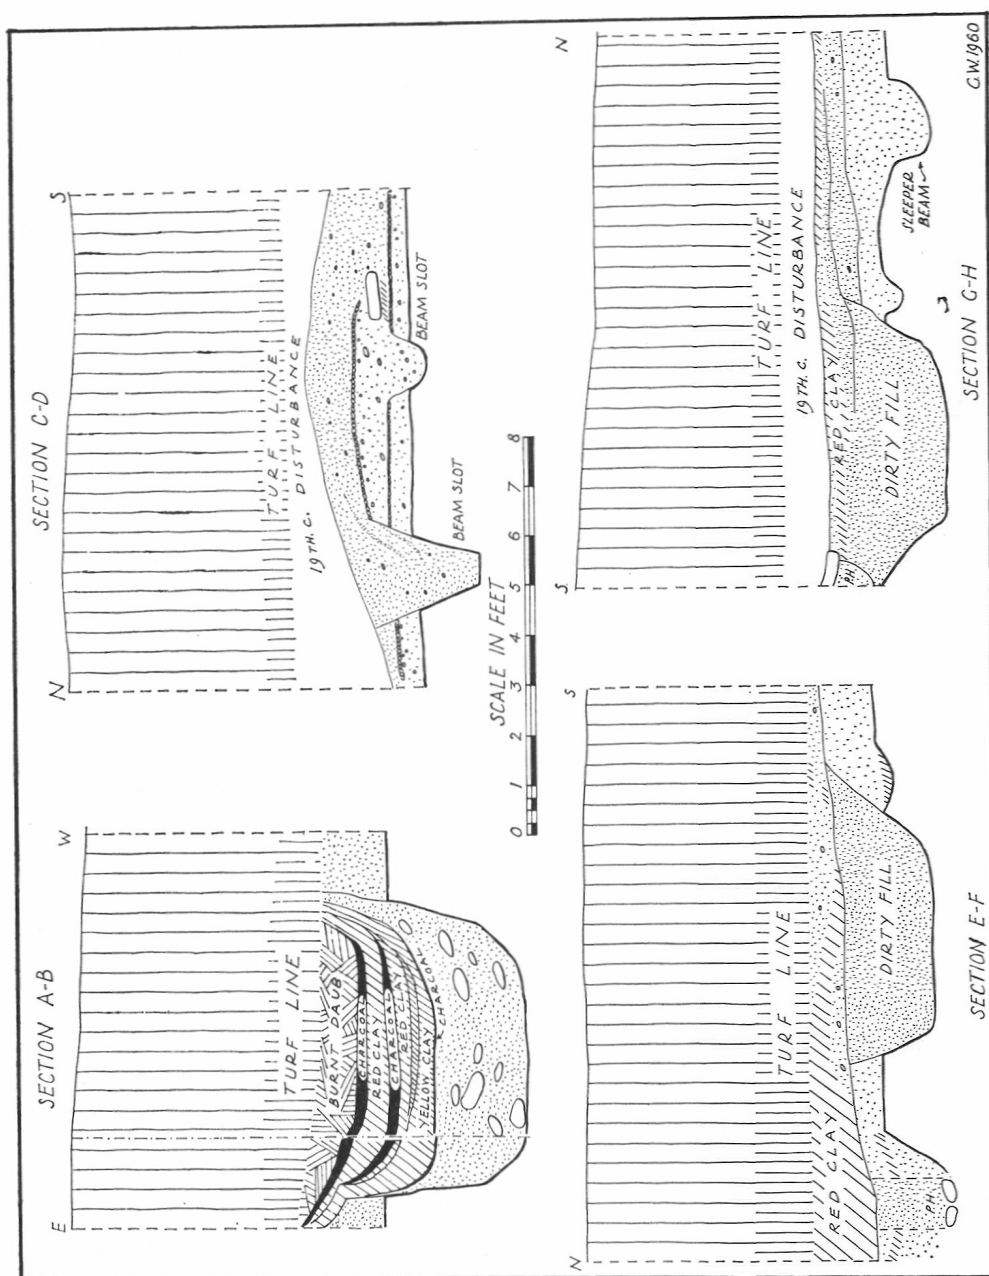 SECTION A-B
E
W
TURF LINE
BURNT DAUB
CHARCOAL
RED CLAY
CHARCOAL
RED CLAY
YELLOW CLAY
CHARCOAL
SECTION C-D
N
S
TURF LINE
19TH. C. DISTURBANCE
BEAM SLOT
BEAM SLOT
SCALE IN FEET
0 1 2 3 4 5 6 7 8
N
S
TURF LINE
RED CLAY
DIRTY FILL
P.H.
SECTION E-F
S
N
TURF LINE
19TH. C. DISTURBANCE
RED CLAY
P.H.
DIRTY FILL
SLEEPER
BEAM
SECTION G-H
C.W. 1960